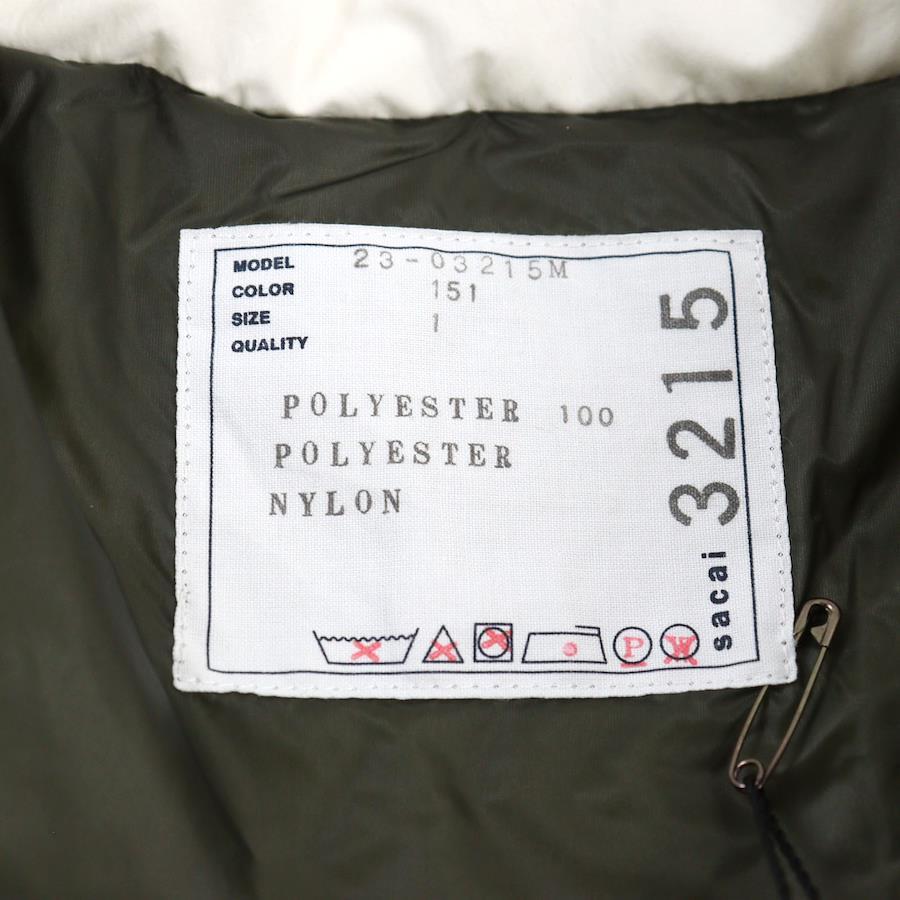 MODEL 23-03215M
COLOR 151
SIZE 1
QUALITY
POLYESTER 100
POLYESTER
NYLON
P W
sacai 3215